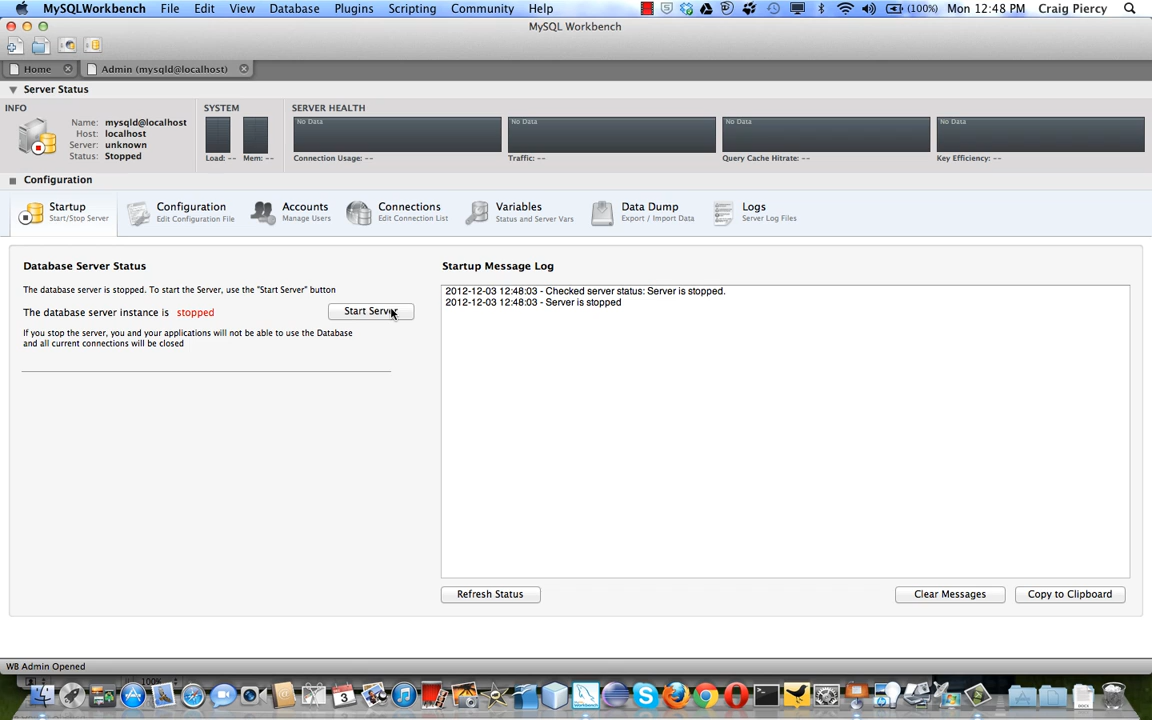 MySQLWorkbench File Edit View Database Plugins Scripting Community Help (100%) Mon 12:48 PM Craig Piercy
MySQL Workbench
Home Admin (mysqld@localhost)
Server Status
INFO SYSTEM SERVER HEALTH
Name: mysqld@localhost
Host: localhost
Server: unknown
Status: Stopped
Load: -- Mem: --
No Data No Data No Data No Data
Connection Usage: -- Traffic: -- Query Cache Hitrate: -- Key Efficiency: --
Configuration
Startup Configuration Accounts Connections Variables Data Dump Logs
Start/Stop Server Edit Configuration File Manage Users Edit Connection List Status and Server Vars Export / Import Data Server Log Files
Database Server Status
The database server is stopped. To start the Server, use the "Start Server" button
The database server instance is stopped Start Server
If you stop the server, you and your applications will not be able to use the Database
and all current connections will be closed
Startup Message Log
2012-12-03 12:48:03 - Checked server status: Server is stopped.
2012-12-03 12:48:03 - Server is stopped
Refresh Status Clear Messages Copy to Clipboard
WB Admin Opened
100%